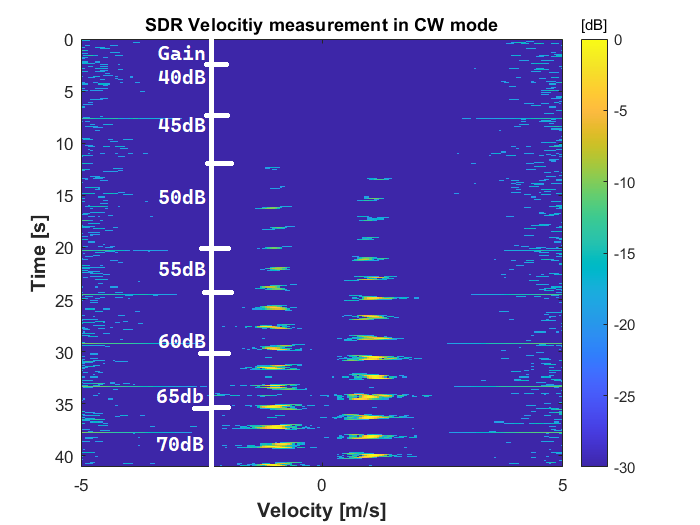 SDR Velocitiy measurement in CW mode
[dB]
Gain
40dB
45dB
50dB
55dB
60dB
65db
70dB
0
5
10
15
20
25
30
35
40
Time [s]
-5
0
5
Velocity [m/s]
0
-5
-10
-15
-20
-25
-30